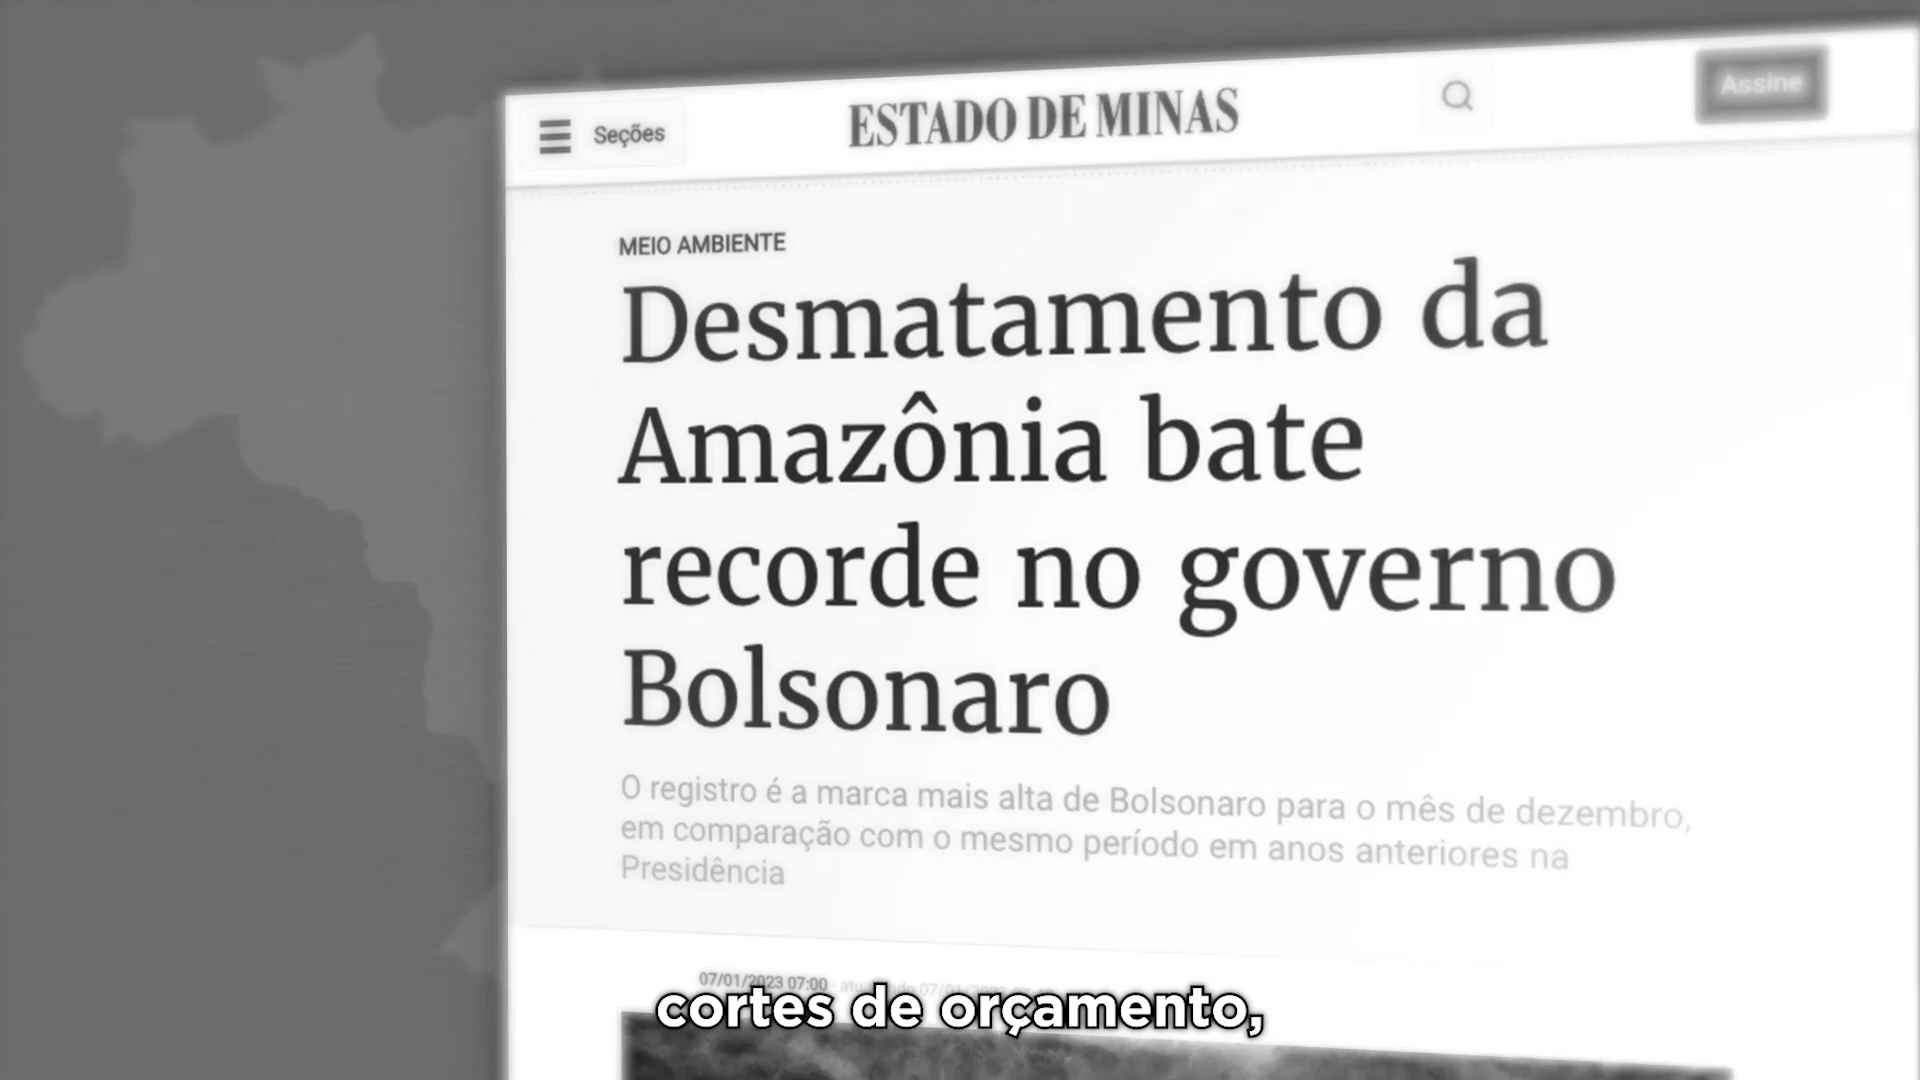 Seções
ESTADO DE MINAS
Assine
MEIO AMBIENTE
Desmatamento da
Amazônia bate
recorde no governo
Bolsonaro
O registro é a marca mais alta de Bolsonaro para o mês de dezembro,
em comparação com o mesmo período em anos anteriores na
Presidência
07/01/2023 07:00
cortes de orçamento,